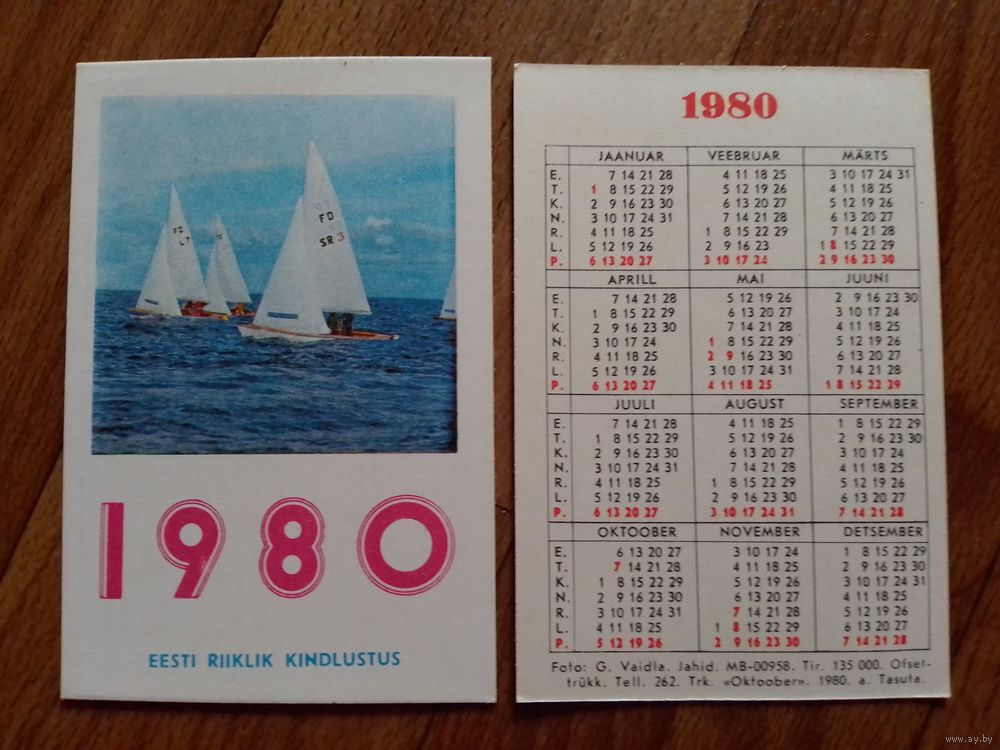 FD
L 7
FD
SR 3
1980
EESTI RIIKLIK KINDLUSTUS
1980
JAANUAR VEEBRUAR MÄRTS
E. 7 14 21 28 4 11 18 25 3 10 17 24 31
T. 1 8 15 22 29 5 12 19 26 4 11 18 25
K. 2 9 16 23 30 6 13 20 27 5 12 19 26
N. 3 10 17 24 31 7 14 21 28 6 13 20 27
R. 4 11 18 25 1 8 15 22 29 7 14 21 28
L. 5 12 19 26 2 9 16 23 1 8 15 22 29
P. 6 13 20 27 3 10 17 24 2 9 16 23 30
APRILL MAI JUUNI
E. 7 14 21 28 5 12 19 26 2 9 16 23 30
T. 1 8 15 22 29 6 13 20 27 3 10 17 24
K. 2 9 16 23 30 7 14 21 28 4 11 18 25
N. 3 10 17 24 1 8 15 22 29 5 12 19 26
R. 4 11 18 25 2 9 16 23 30 6 13 20 27
L. 5 12 19 26 3 10 17 24 31 7 14 21 28
P. 6 13 20 27 4 11 18 25 1 8 15 22 29
JUULI AUGUST SEPTEMBER
E. 7 14 21 28 4 11 18 25 1 8 15 22 29
T. 1 8 15 22 29 5 12 19 26 2 9 16 23 30
K. 2 9 16 23 30 6 13 20 27 3 10 17 24
N. 3 10 17 24 31 7 14 21 28 4 11 18 25
R. 4 11 18 25 1 8 15 22 29 5 12 19 26
L. 5 12 19 26 2 9 16 23 30 6 13 20 27
P. 6 13 20 27 3 10 17 24 31 7 14 21 28
OKTOOBER NOVEMBER DETSEMBER
E. 6 13 20 27 3 10 17 24 1 8 15 22 29
T. 7 14 21 28 4 11 18 25 2 9 16 23 30
K. 1 8 15 22 29 5 12 19 26 3 10 17 24 31
N. 2 9 16 23 30 6 13 20 27 4 11 18 25
R. 3 10 17 24 31 7 14 21 28 5 12 19 26
L. 4 11 18 25 1 8 15 22 29 6 13 20 27
P. 5 12 19 26 2 9 16 23 30 7 14 21 28
Foto: G. Vaidla. Jahid. MB-00958. Tir. 135 000. Ofset-
trükk. Tell. 262. Trk. «Oktoober». 1980. a. Tasuta.
www.ay.by